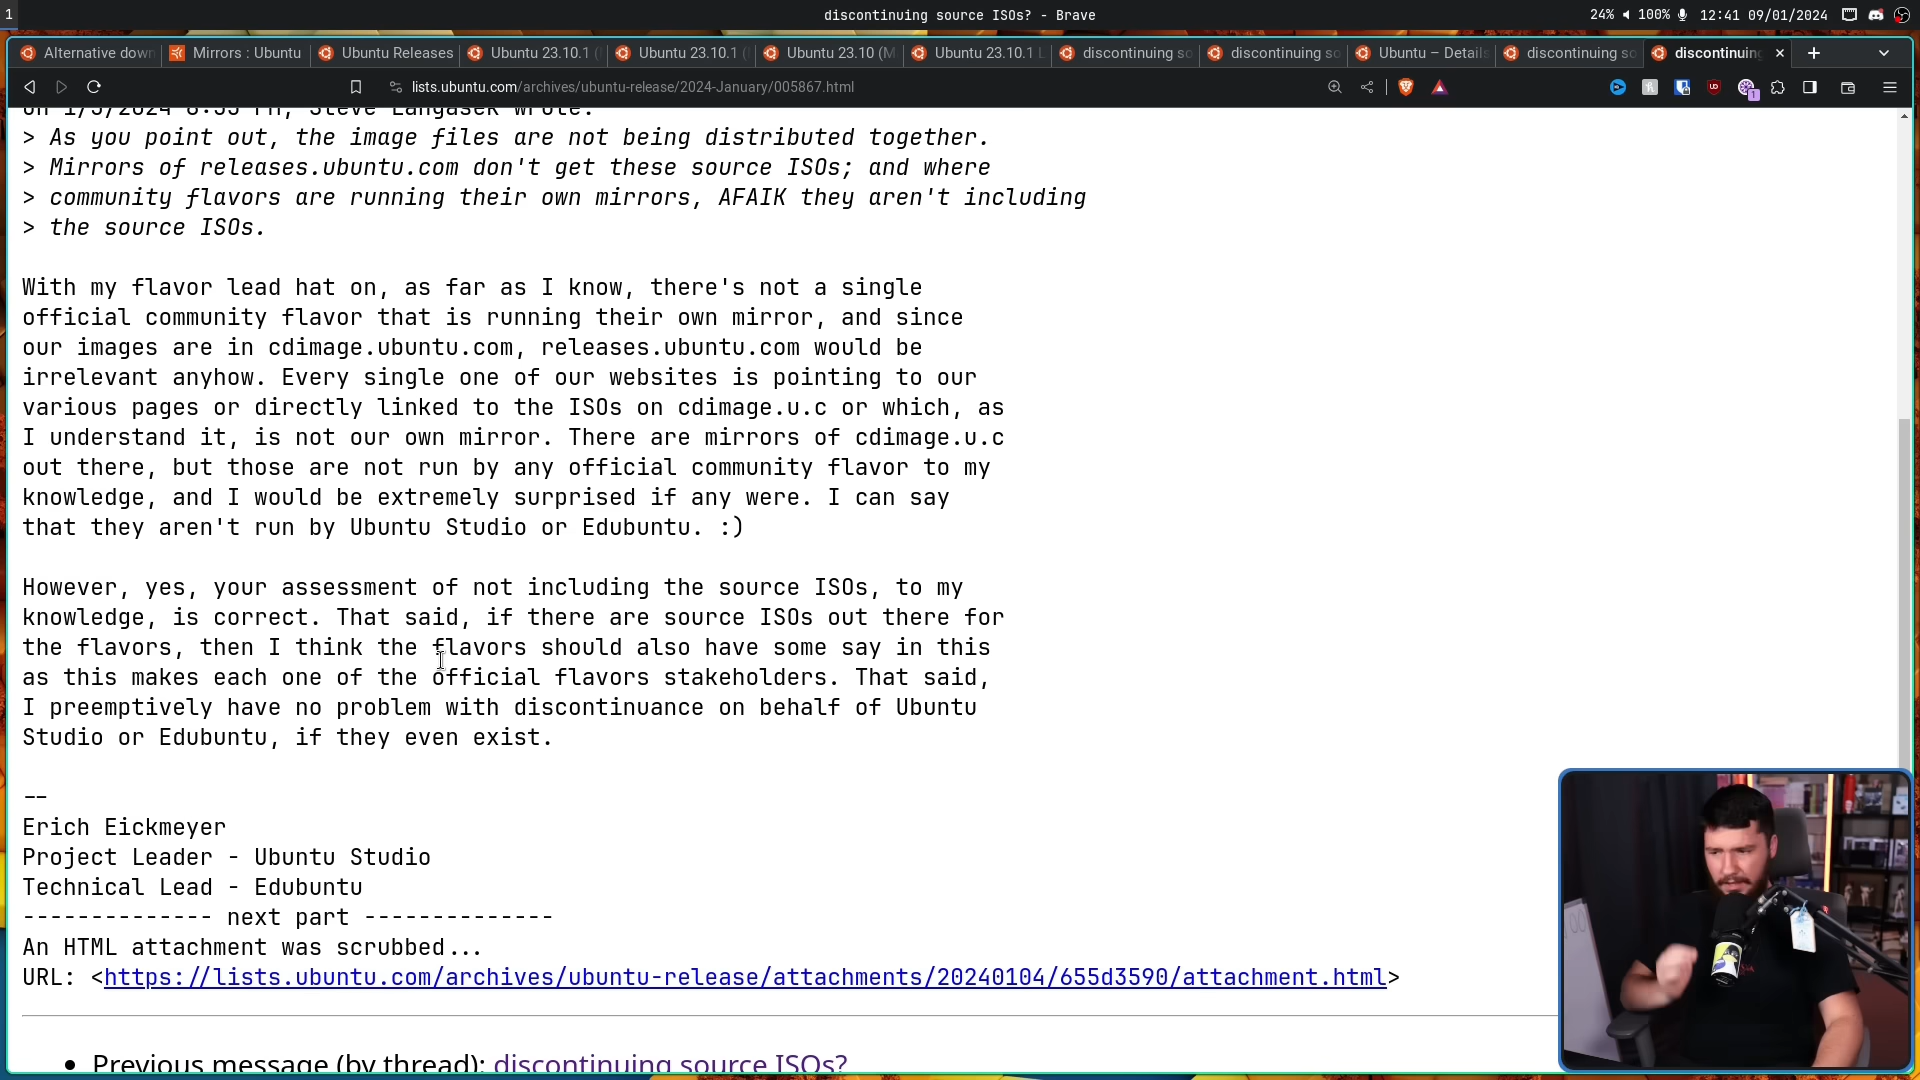 1
discontinuing source ISOs? - Brave
24% 100% 12:41 09/01/2024
Alternative down
Mirrors : Ubuntu
Ubuntu Releases
Ubuntu 23.10.1 (
Ubuntu 23.10.1 (
Ubuntu 23.10 (M
Ubuntu 23.10.1 L
discontinuing so
discontinuing so
Ubuntu – Details
discontinuing so
discontinuing
lists.ubuntu.com/archives/ubuntu-release/2024-January/005867.html
> As you point out, the image files are not being distributed together.
> Mirrors of releases.ubuntu.com don't get these source ISOs; and where
> community flavors are running their own mirrors, AFAIK they aren't including
> the source ISOs.
With my flavor lead hat on, as far as I know, there's not a single
official community flavor that is running their own mirror, and since
our images are in cdimage.ubuntu.com, releases.ubuntu.com would be
irrelevant anyhow. Every single one of our websites is pointing to our
various pages or directly linked to the ISOs on cdimage.u.c or which, as
I understand it, is not our own mirror. There are mirrors of cdimage.u.c
out there, but those are not run by any official community flavor to my
knowledge, and I would be extremely surprised if any were. I can say
that they aren't run by Ubuntu Studio or Edubuntu. :)
However, yes, your assessment of not including the source ISOs, to my
knowledge, is correct. That said, if there are source ISOs out there for
the flavors, then I think the flavors should also have some say in this
as this makes each one of the official flavors stakeholders. That said,
I preemptively have no problem with discontinuance on behalf of Ubuntu
Studio or Edubuntu, if they even exist.
--
Erich Eickmeyer
Project Leader - Ubuntu Studio
Technical Lead - Edubuntu
-------------- next part --------------
An HTML attachment was scrubbed...
URL: <https://lists.ubuntu.com/archives/ubuntu-release/attachments/20240104/655d3590/attachment.html>
Previous message (by thread): discontinuing source ISOs?